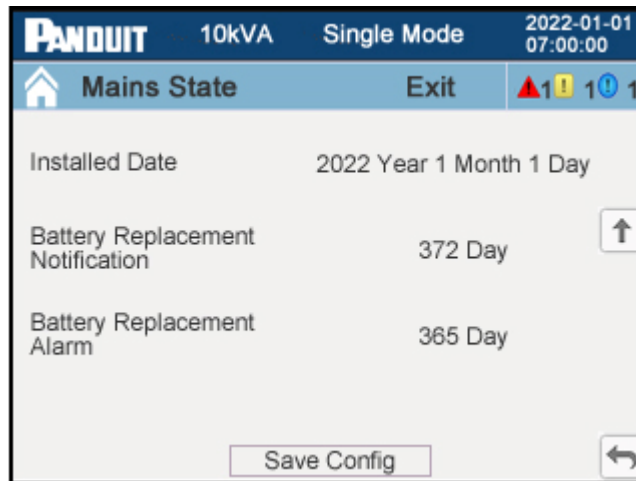 PANDUIT 10kVA Single Mode 2022-01-01
07:00:00
Mains State Exit 1 ! 1 ! 1
Installed Date 2022 Year 1 Month 1 Day
Battery Replacement
Notification 372 Day
Battery Replacement
Alarm 365 Day
Save Config